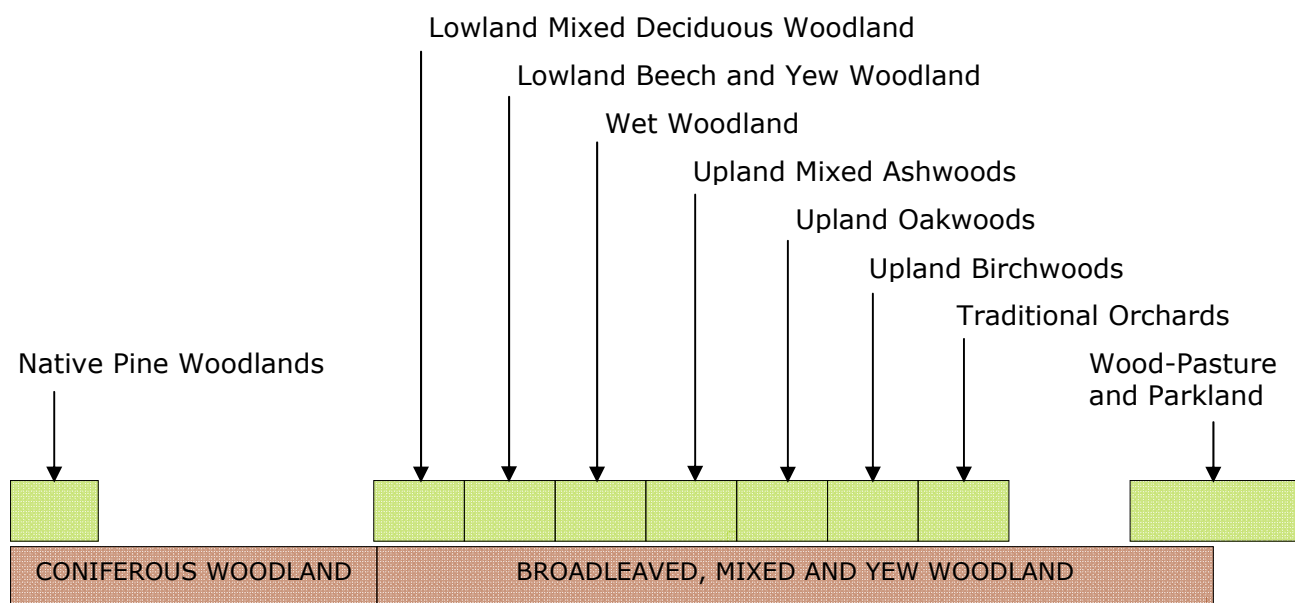 Lowland Mixed Deciduous Woodland
Lowland Beech and Yew Woodland
Wet Woodland
Upland Mixed Ashwoods
Upland Oakwoods
Upland Birchwoods
Traditional Orchards
Native Pine Woodlands
Wood-Pasture
and Parkland
CONIFEROUS WOODLAND
BROADLEAVED, MIXED AND YEW WOODLAND